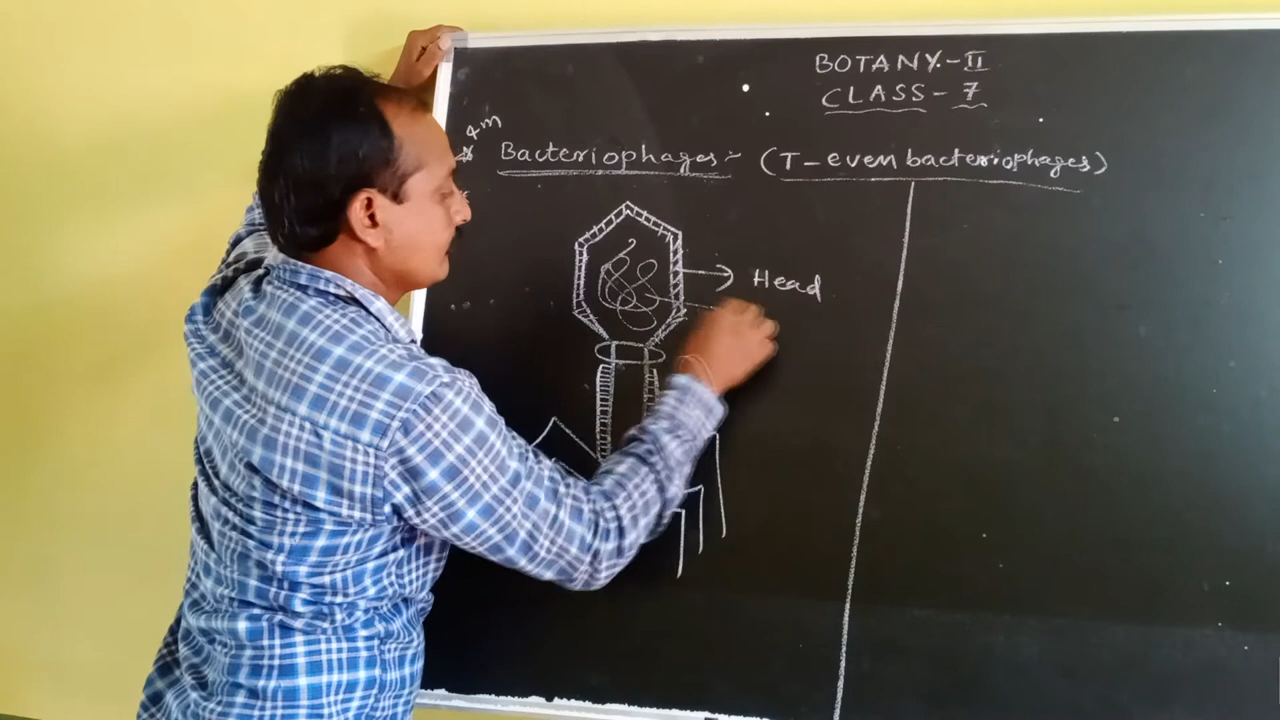 BOTANY-II
CLASS-7
4m
* Bacteriophages:- (T-even bacteriophages)
Head